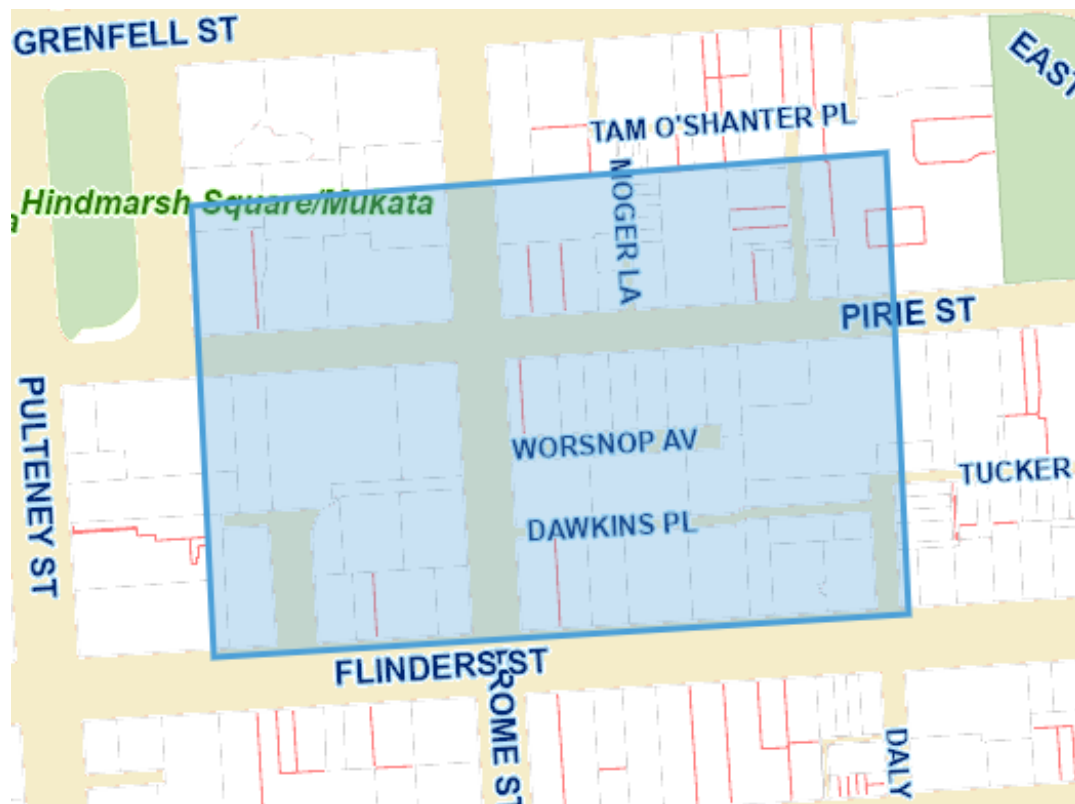 GRENFELL ST
EAST
TAM O'SHANTER PL
Hindmarsh Square/Mukata
MOGER LA
PIRIE ST
PULTENEY ST
WORSNOP AV
TUCKER
DAWKINS PL
FLINDERS ST
ROME ST
DALY